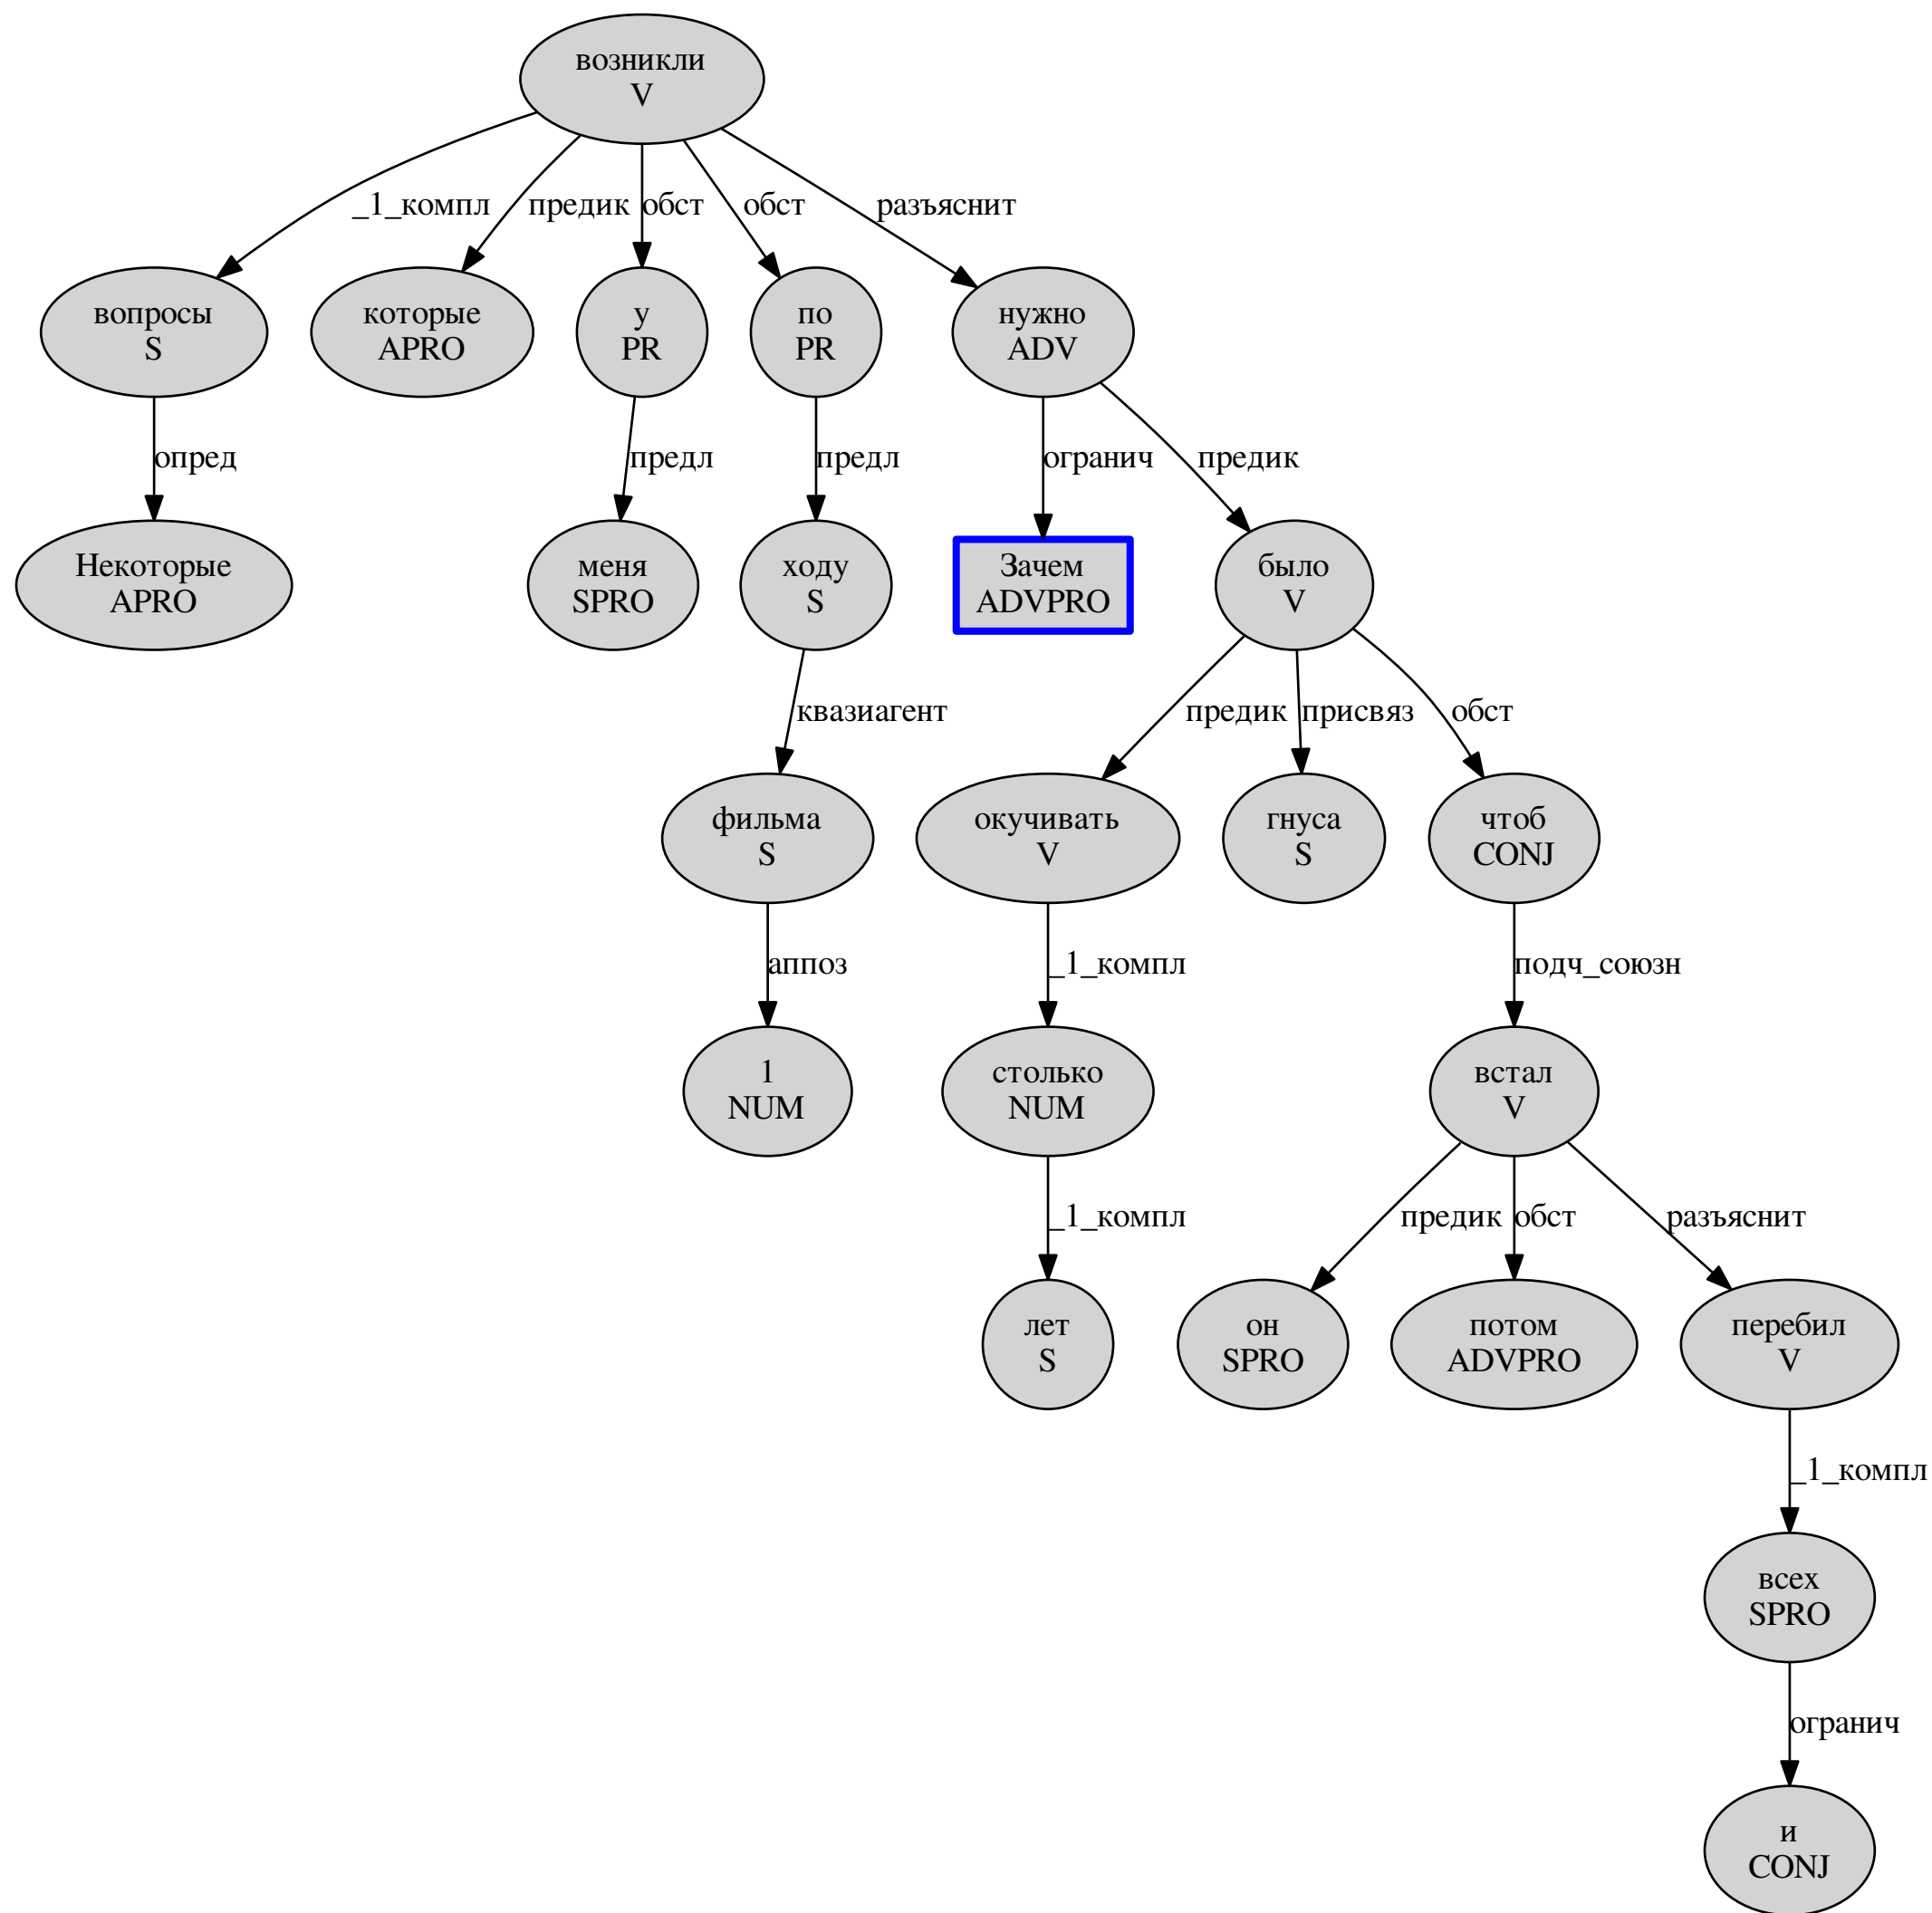 возникли
V
_1_компл
предик
обст
обст
разъяснит
вопросы
S
которые
APRO
у
PR
по
PR
нужно
ADV
опред
предл
предл
огранич
предик
Некоторые
APRO
меня
SPRO
ходу
S
Зачем
ADVPRO
было
V
квазиагент
предик
присвяз
обст
фильма
S
окучивать
V
гнуса
S
чтоб
CONJ
аппоз
_1_компл
подч_союзн
1
NUM
столько
NUM
встал
V
_1_компл
предик
обст
разъяснит
лет
S
он
SPRO
потом
ADVPRO
перебил
V
_1_компл
всех
SPRO
огранич
и
CONJ